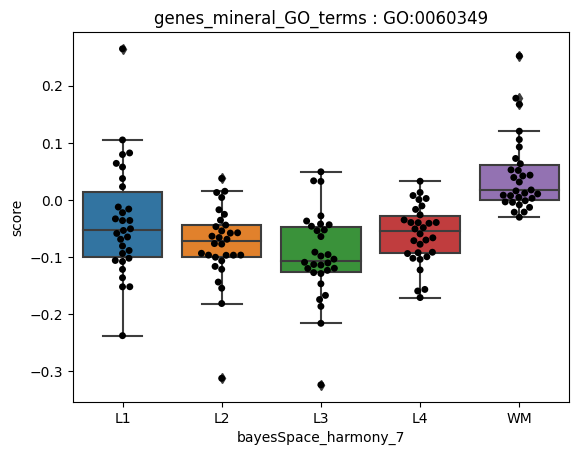 genes_mineral_GO_terms : GO:0060349
0.2
0.1
0.0
−0.1
−0.2
−0.3
score
L1 L2 L3 L4 WM
bayesSpace_harmony_7